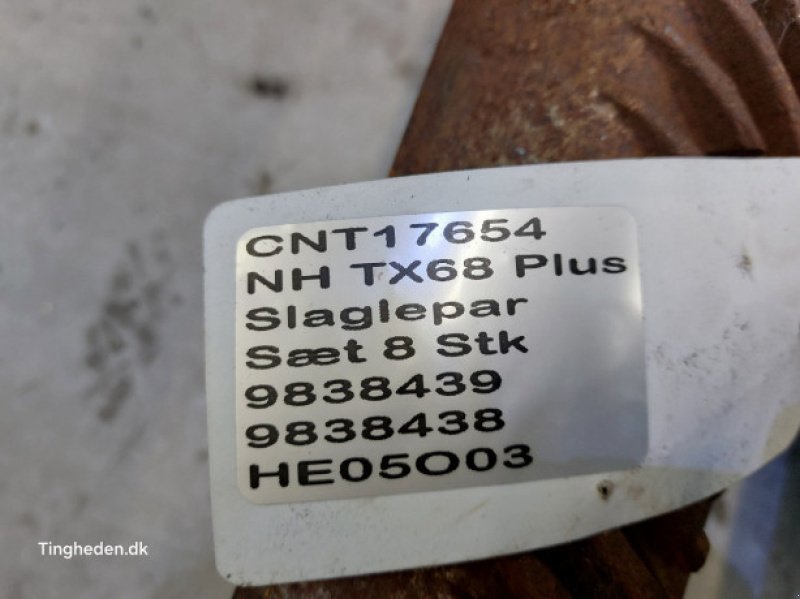 CNT17654
NH TX68 Plus
Slaglepar
Sæt 8 Stk
9838439
9838438
HE05O03
Tingheden.dk